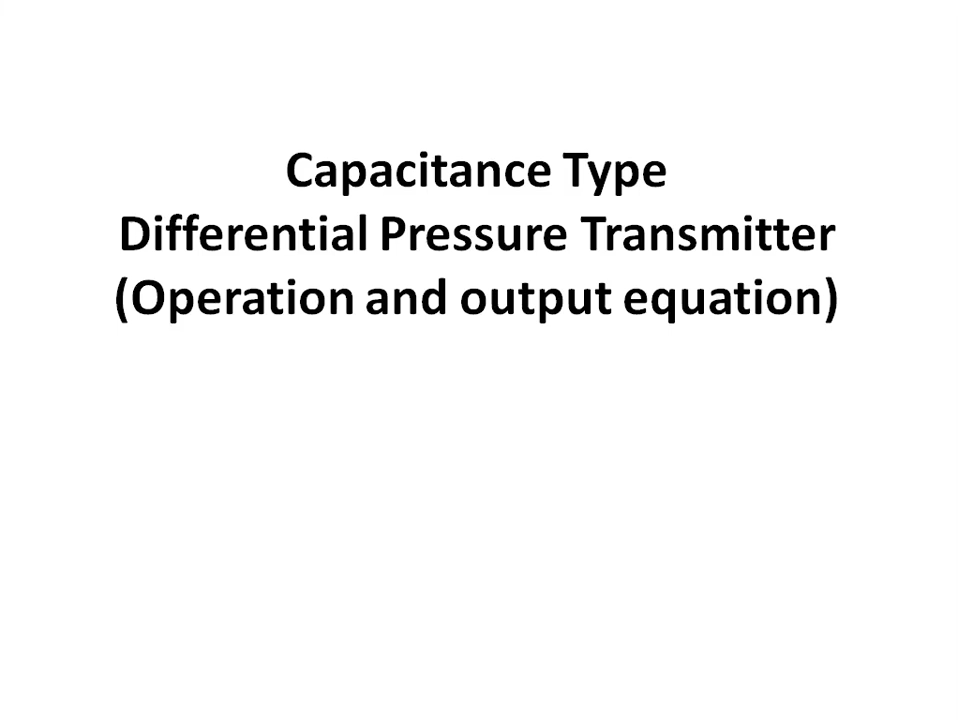 Capacitance Type
Differential Pressure Transmitter
(Operation and output equation)